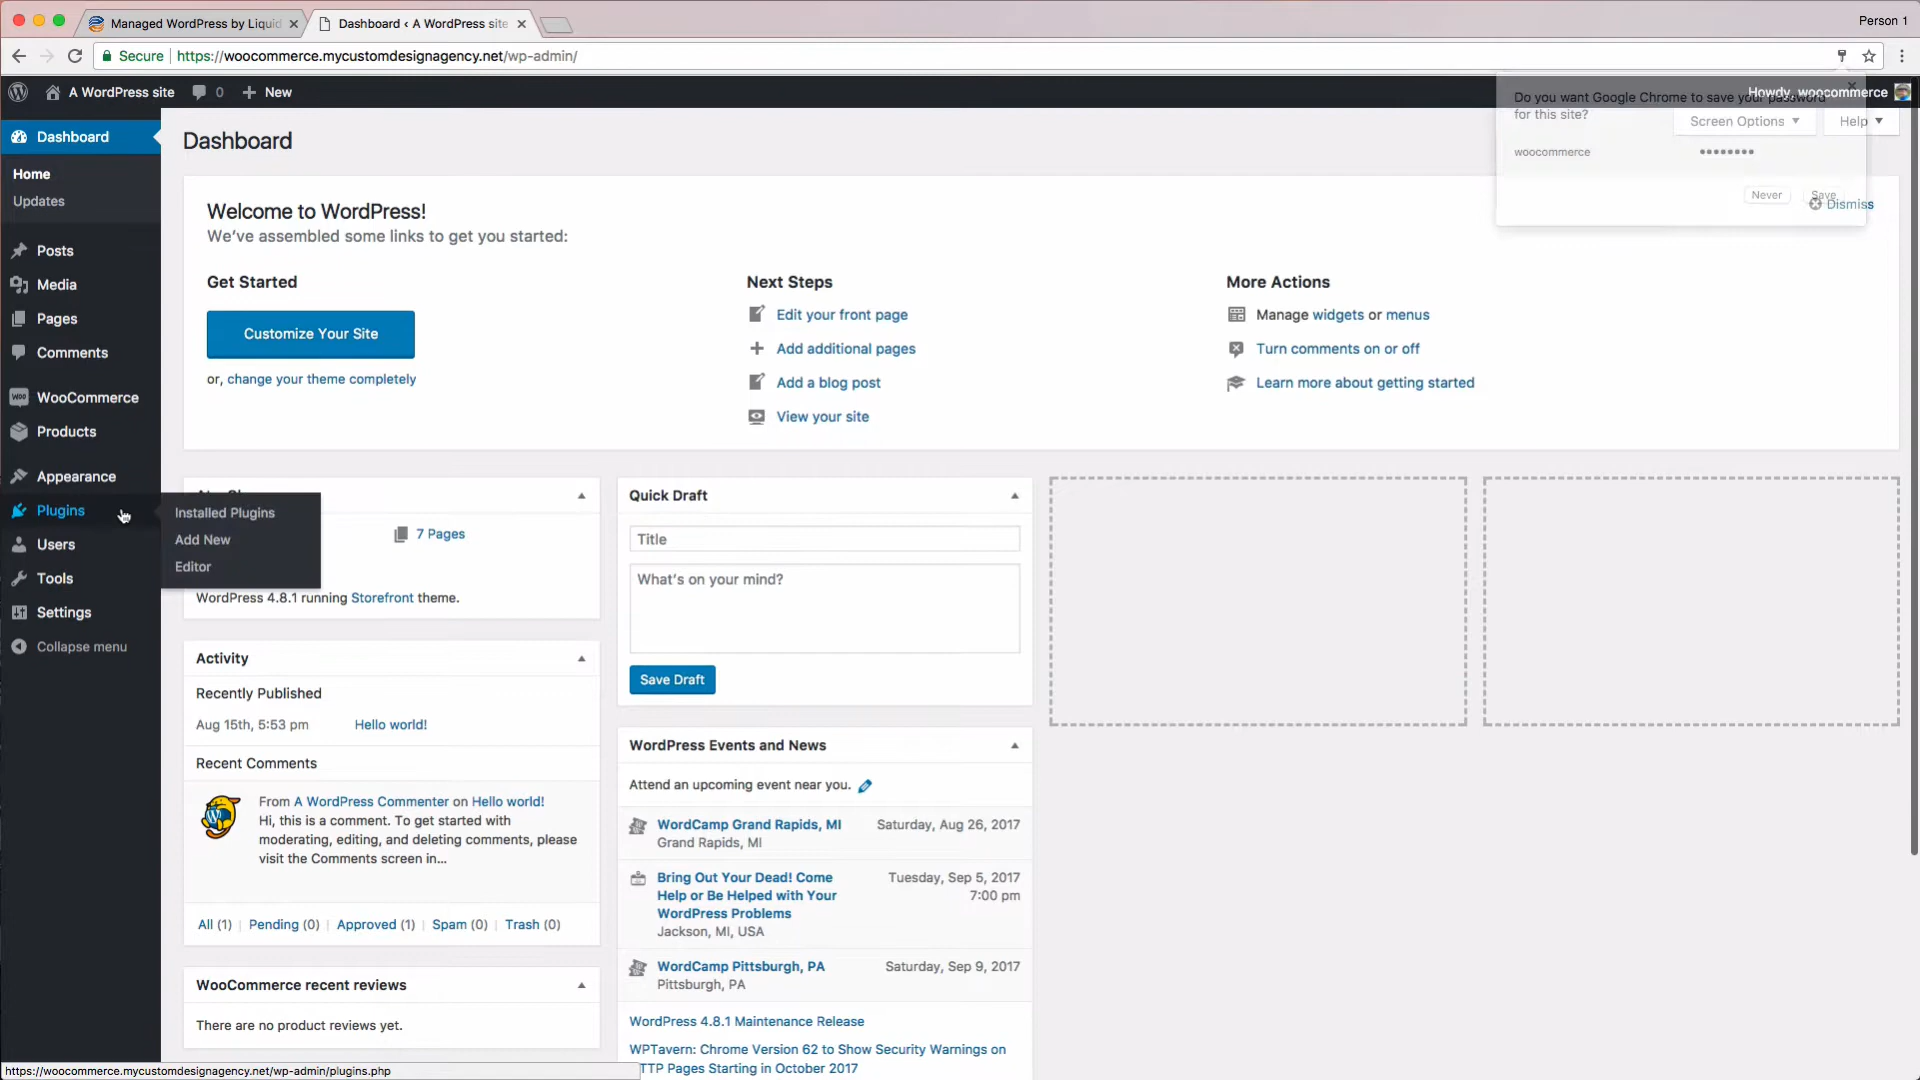 Managed WordPress by Liquid
Dashboard ‹ A WordPress site
Person 1
Secure
https://woocommerce.mycustomdesignagency.net/wp-admin/
A WordPress site
0
New
Howdy, woocommerce
Do you want Google Chrome to save your password
for this site?
woocommerce
••••••••
Never
Save
Screen Options
Help
Dismiss
Dashboard
Home
Updates
Posts
Media
Pages
Comments
WooCommerce
Products
Appearance
Plugins
Users
Tools
Settings
Collapse menu
Installed Plugins
Add New
Editor
Dashboard
Welcome to WordPress!
We've assembled some links to get you started:
Get Started
Customize Your Site
or, change your theme completely
Next Steps
Edit your front page
Add additional pages
Add a blog post
View your site
More Actions
Manage widgets or menus
Turn comments on or off
Learn more about getting started
7 Pages
WordPress 4.8.1 running Storefront theme.
Activity
Recently Published
Aug 15th, 5:53 pm Hello world!
Recent Comments
From A WordPress Commenter on Hello world!
Hi, this is a comment. To get started with
moderating, editing, and deleting comments, please
visit the Comments screen in...
All (1) | Pending (0) | Approved (1) | Spam (0) | Trash (0)
WooCommerce recent reviews
There are no product reviews yet.
Quick Draft
Title
What's on your mind?
Save Draft
WordPress Events and News
Attend an upcoming event near you.
WordCamp Grand Rapids, MI Saturday, Aug 26, 2017
Grand Rapids, MI
Bring Out Your Dead! Come Tuesday, Sep 5, 2017
Help or Be Helped with Your 7:00 pm
WordPress Problems
Jackson, MI, USA
WordCamp Pittsburgh, PA Saturday, Sep 9, 2017
Pittsburgh, PA
WordPress 4.8.1 Maintenance Release
WPTavern: Chrome Version 62 to Show Security Warnings on
TTP Pages Starting in October 2017
https://woocommerce.mycustomdesignagency.net/wp-admin/plugins.php